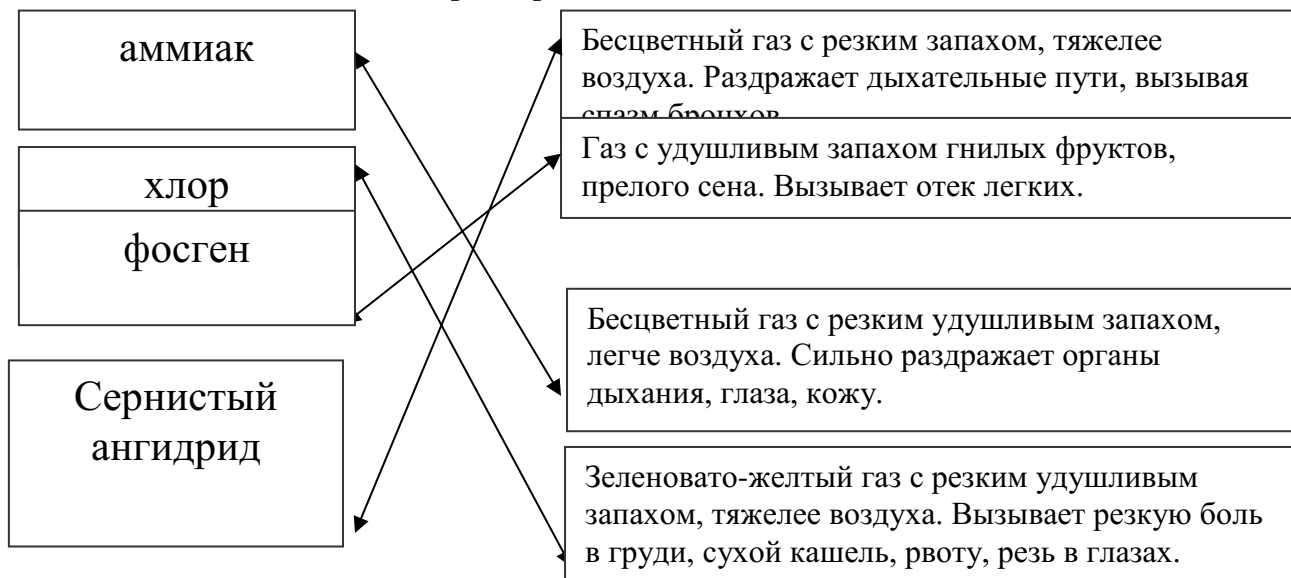 аммиак
хлор
фосген
Сернистый
ангидрид
Бесцветный газ с резким запахом, тяжелее
воздуха. Раздражает дыхательные пути, вызывая
спазм бронхов
Газ с удушливым запахом гнилых фруктов,
прелого сена. Вызывает отек легких.
Бесцветный газ с резким удушливым запахом,
легче воздуха. Сильно раздражает органы
дыхания, глаза, кожу.
Зеленовато-желтый газ с резким удушливым
запахом, тяжелее воздуха. Вызывает резкую боль
в груди, сухой кашель, рвоту, резь в глазах.